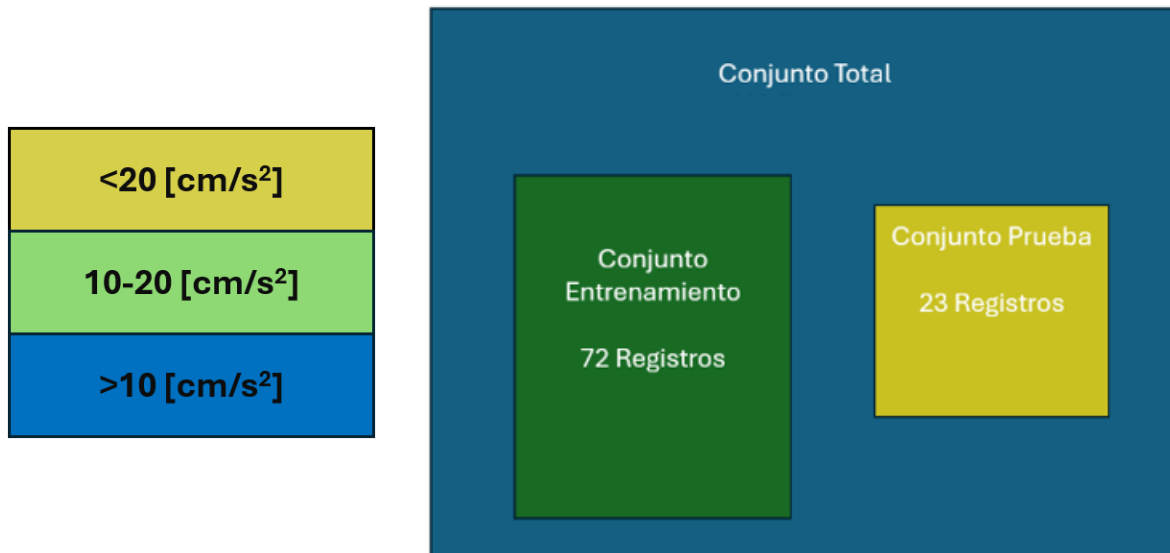 <20 [cm/s²]
10-20 [cm/s²]
>10 [cm/s²]
Conjunto Total
Conjunto
Entrenamiento
72 Registros
Conjunto Prueba
23 Registros